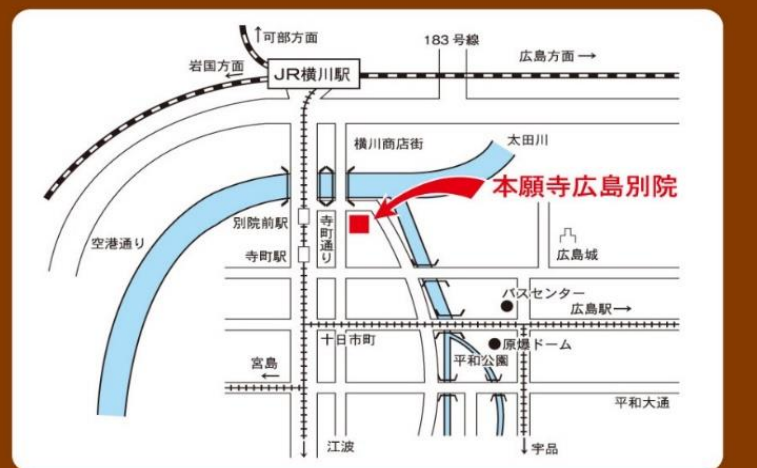 可部方面
183号線
岩国方面
JR横川駅
広島方面
横川商店街
太田川
本願寺広島別院
別院前駅
寺町通り
空港通り
寺町駅
広島城
バスセンター
広島駅
十日市町
原爆ドーム
宮島
平和公園
平和大通
江波
宇品